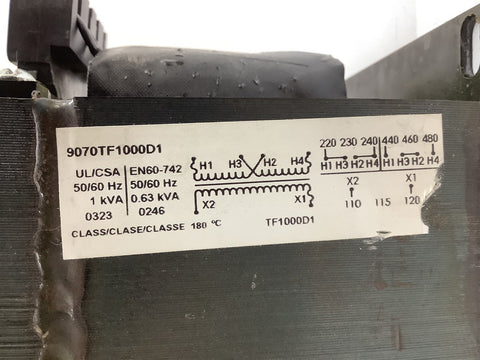 9070TF1000D1
UL/CSA EN60-742
50/60 Hz 50/60 Hz
1 kVA 0.63 kVA
0323 0246
CLASS/CLASE/CLASSE 180 ºC
H1 H3 H2 H4
X2 X1
TF1000D1
220 230 240 440 460 480
H1 H3 H2 H4 H1 H3 H2 H4
X2 X1
110 115 120